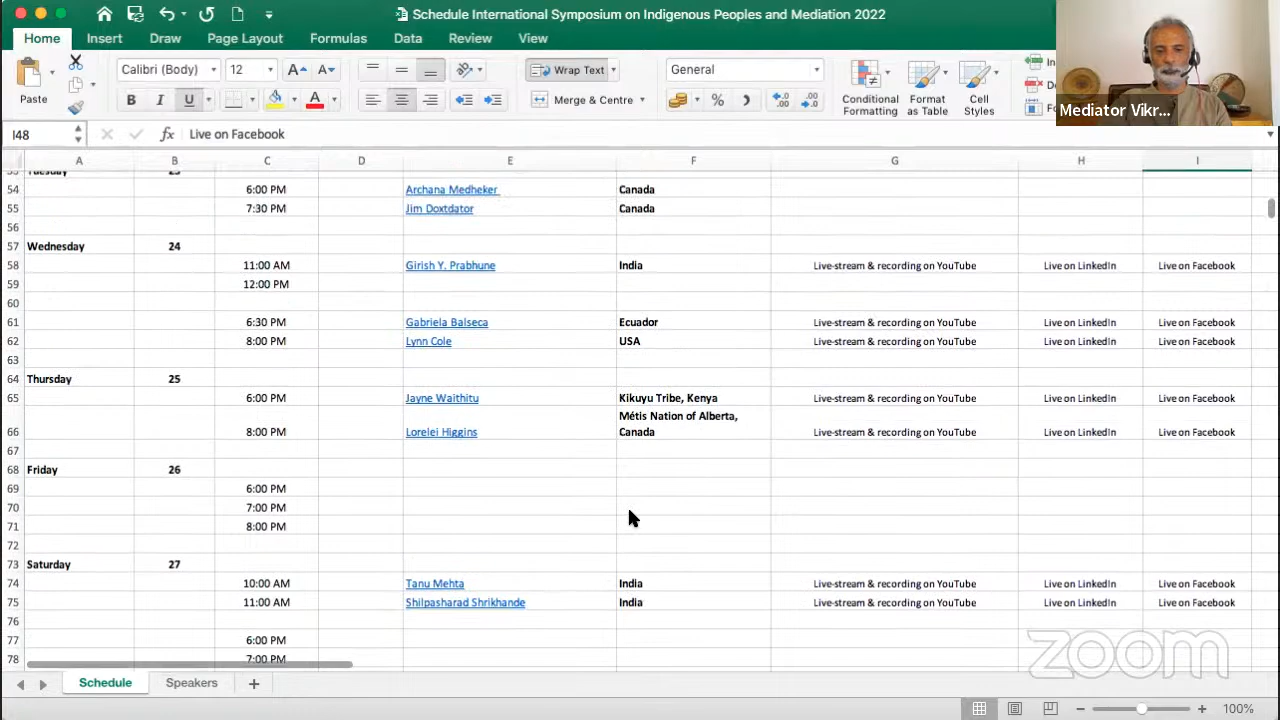 Schedule International Symposium on Indigenous Peoples and Mediation 2022
Home Insert Draw Page Layout Formulas Data Review View
Calibri (Body) 12 Wrap Text General
Paste B I U Merge & Centre % Conditional Formatting Format as Table Cell Styles
Mediator Vikr...
I48 fx Live on Facebook
A B C D E F G H I
54 6:00 PM Archana Medheker Canada
55 7:30 PM Jim Doxtdator Canada
56
57 Wednesday 24
58 11:00 AM Girish Y. Prabhune India Live-stream & recording on YouTube Live on LinkedIn Live on Facebook
59 12:00 PM
60
61 6:30 PM Gabriela Balseca Ecuador Live-stream & recording on YouTube Live on LinkedIn Live on Facebook
62 8:00 PM Lynn Cole USA Live-stream & recording on YouTube Live on LinkedIn Live on Facebook
63
64 Thursday 25
65 6:00 PM Jayne Waithitu Kikuyu Tribe, Kenya Live-stream & recording on YouTube Live on LinkedIn Live on Facebook
Métis Nation of Alberta,
66 8:00 PM Lorelei Higgins Canada Live-stream & recording on YouTube Live on LinkedIn Live on Facebook
67
68 Friday 26
69 6:00 PM
70 7:00 PM
71 8:00 PM
72
73 Saturday 27
74 10:00 AM Tanu Mehta India Live-stream & recording on YouTube Live on LinkedIn Live on Facebook
75 11:00 AM Shilpasharad Shrikhande India Live-stream & recording on YouTube Live on LinkedIn Live on Facebook
76
77 6:00 PM
78 7:00 PM
zoom
Schedule Speakers
100%